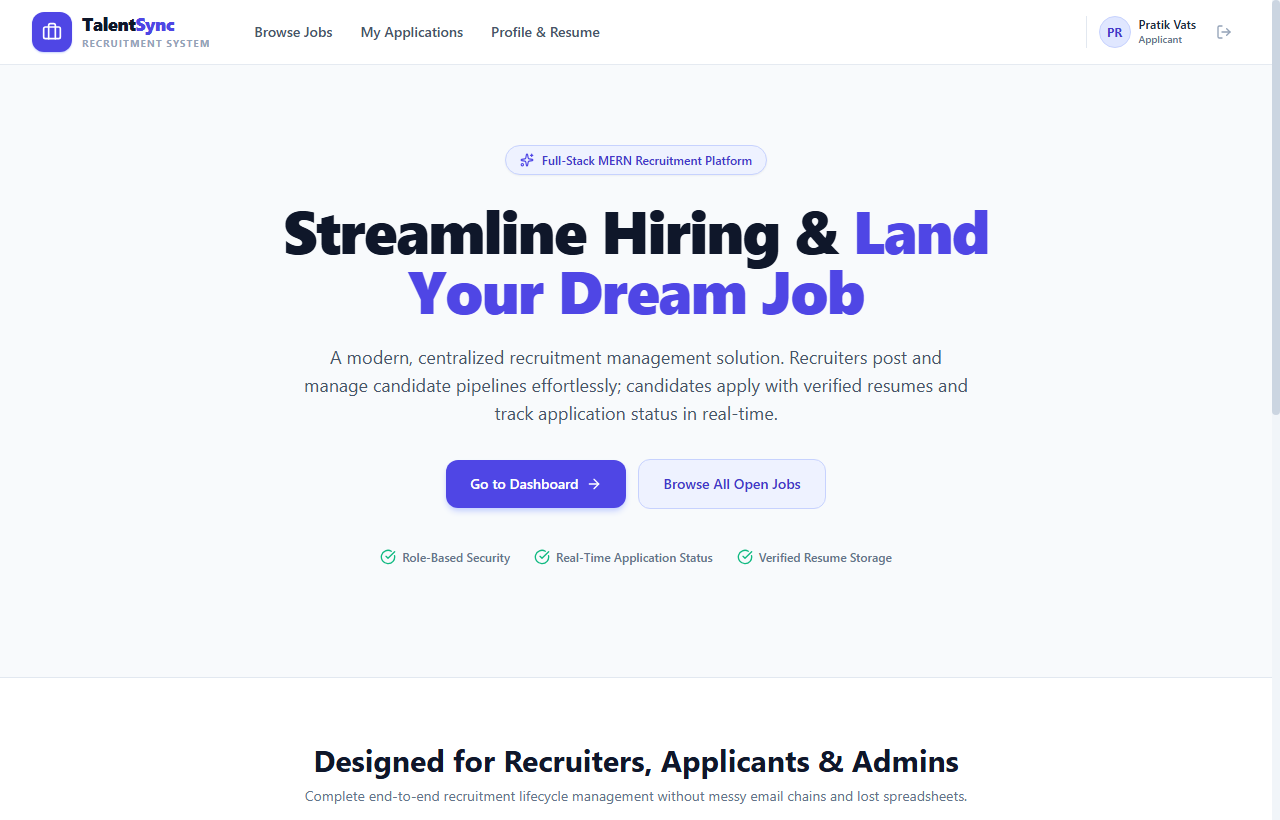 TalentSync
RECRUITMENT SYSTEM
Browse Jobs
My Applications
Profile & Resume
PR
Pratik Vats
Applicant
Full-Stack MERN Recruitment Platform
Streamline Hiring & Land
Your Dream Job
A modern, centralized recruitment management solution. Recruiters post and
manage candidate pipelines effortlessly; candidates apply with verified resumes and
track application status in real-time.
Go to Dashboard
Browse All Open Jobs
Role-Based Security
Real-Time Application Status
Verified Resume Storage
Designed for Recruiters, Applicants & Admins
Complete end-to-end recruitment lifecycle management without messy email chains and lost spreadsheets.